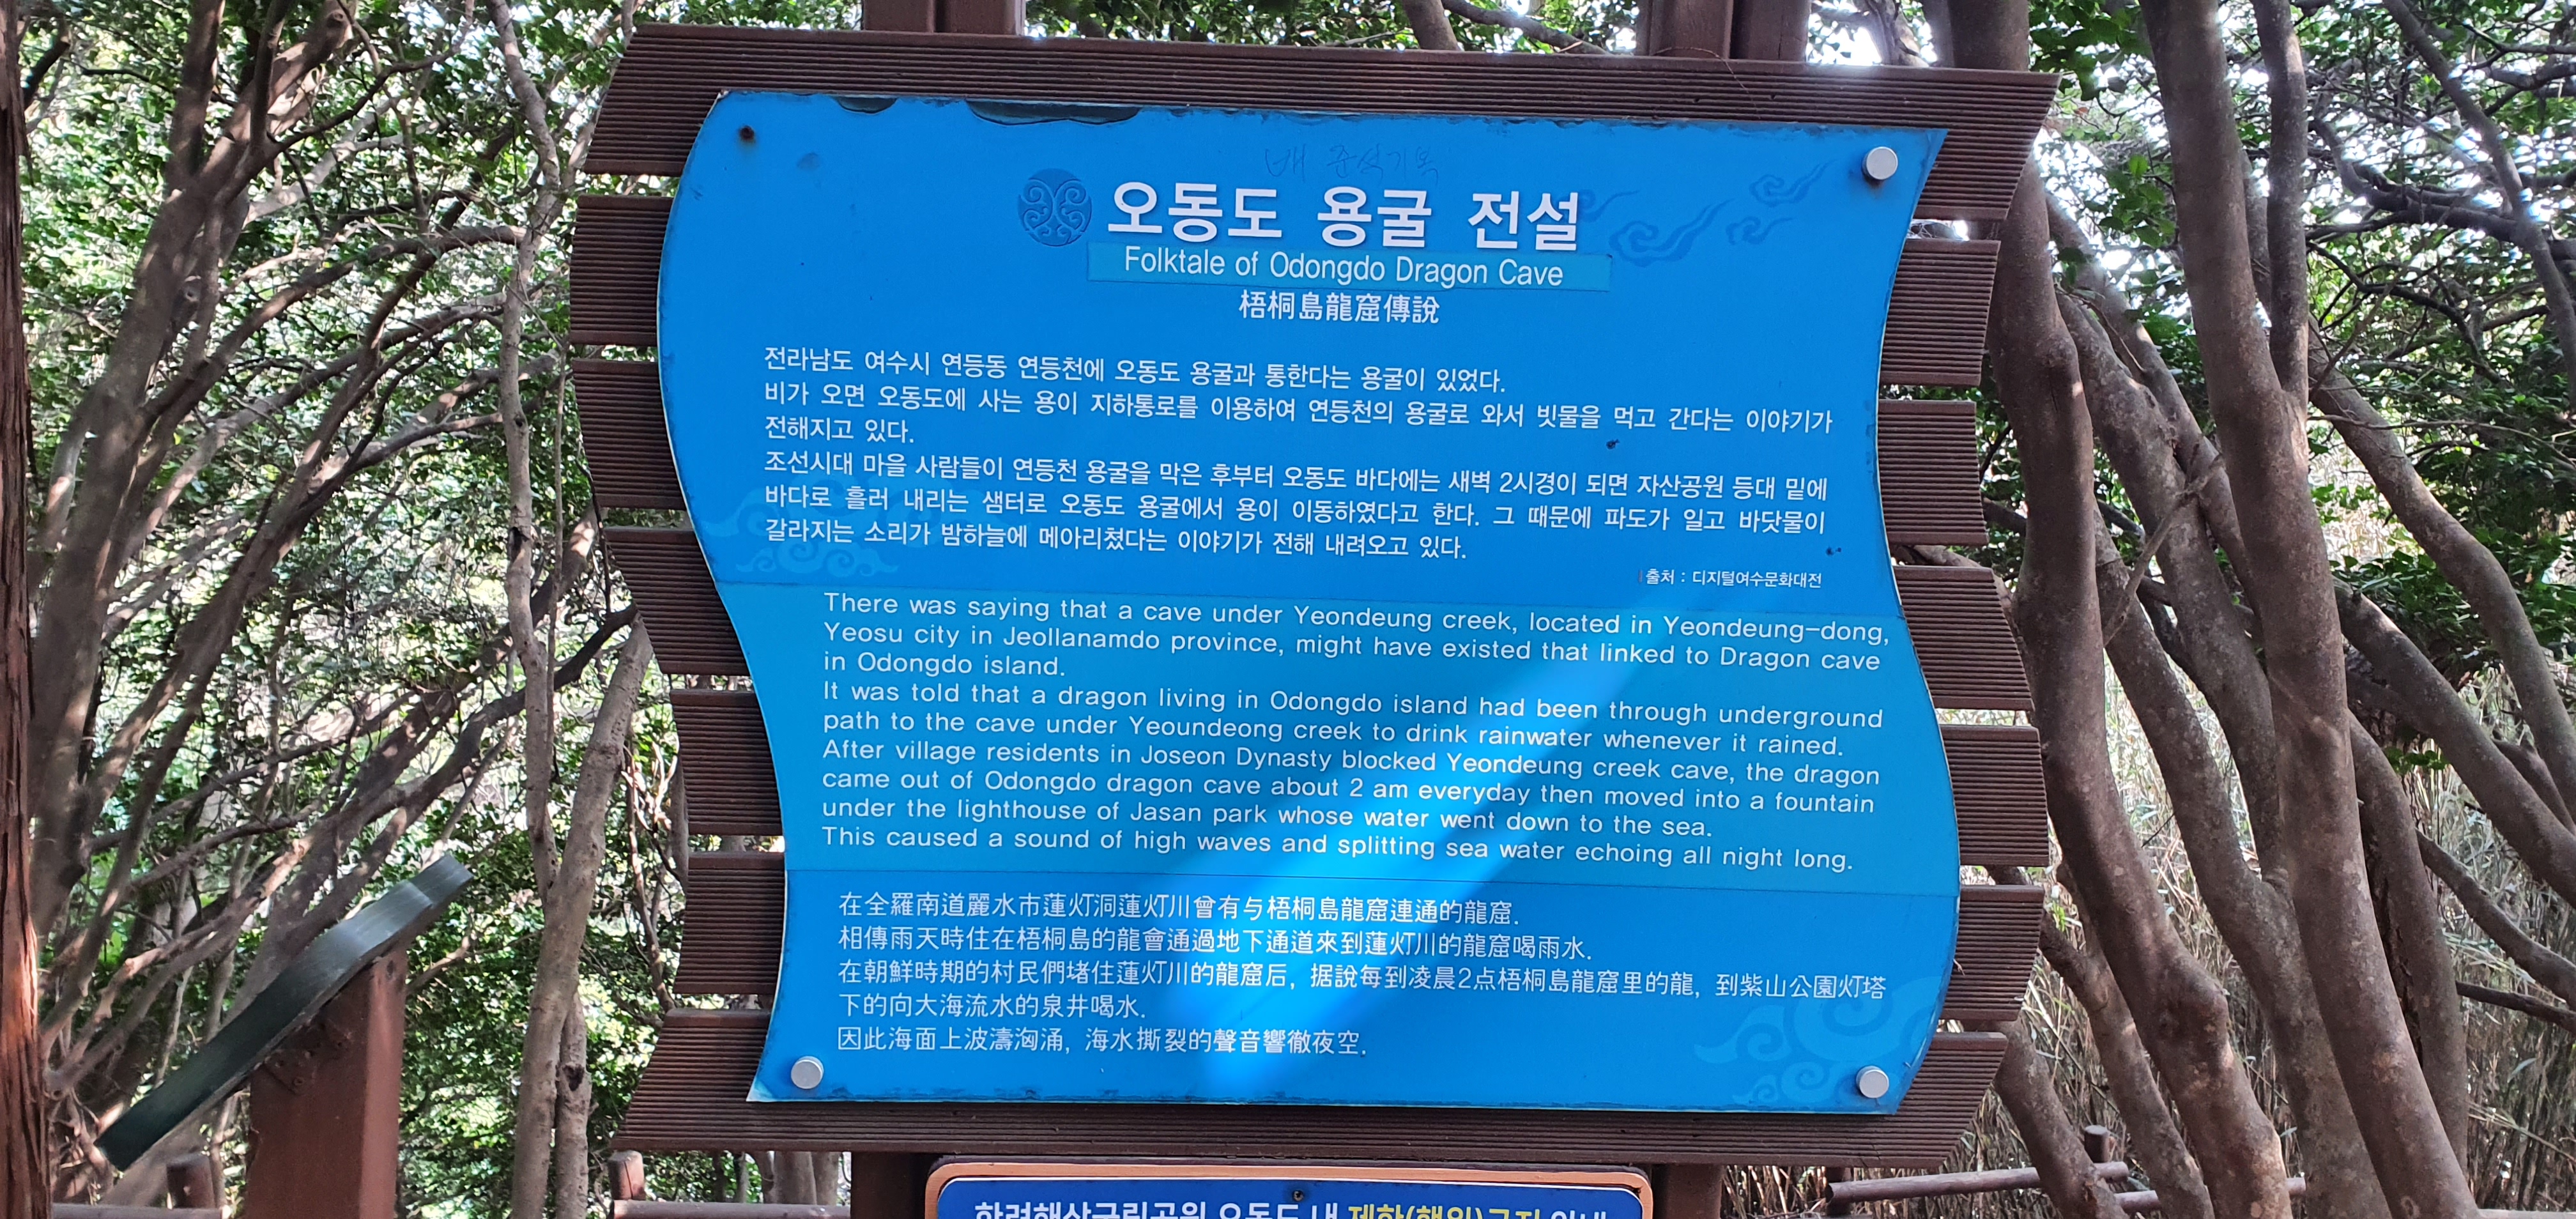 오동도 용굴 전설
Folktale of Odongdo Dragon Cave
梧桐島龍窟傳說
전라남도 여수시 연등동 연등천에 오동도 용굴과 통한다는 용굴이 있었다.
비가 오면 오동도에 사는 용이 지하통로를 이용하여 연등천의 용굴로 와서 빗물을 먹고 간다는 이야기가
전해지고 있다.
조선시대 마을 사람들이 연등천 용굴을 막은 후부터 오동도 바다에는 새벽 2시경이 되면 자산공원 등대 밑에
바다로 흘러 내리는 샘터로 오동도 용굴에서 용이 이동하였다고 한다. 그 때문에 파도가 일고 바닷물이
갈라지는 소리가 밤하늘에 메아리쳤다는 이야기가 전해 내려오고 있다.
출처 : 디지털여수문화대전
There was saying that a cave under Yeondeung creek, located in Yeondeung-dong,
Yeosu city in Jeollanamdo province, might have existed that linked to Dragon cave
in Odongdo island.
It was told that a dragon living in Odongdo island had been through underground
path to the cave under Yeoundeong creek to drink rainwater whenever it rained.
After village residents in Joseon Dynasty blocked Yeondeung creek cave, the dragon
came out of Odongdo dragon cave about 2 am everyday then moved into a fountain
under the lighthouse of Jasan park whose water went down to the sea.
This caused a sound of high waves and splitting sea water echoing all night long.
在全羅南道麗水市蓮灯洞蓮灯川曾有与梧桐島龍窟連通的龍窟.
相傳雨天時住在梧桐島的龍會通過地下通道來到蓮灯川的龍窟喝雨水.
在朝鮮時期的村民們堵住蓮灯川的龍窟后, 据說每到凌晨2点梧桐島龍窟里的龍, 到紫山公園灯塔
下的向大海流水的泉井喝水.
因此海面上波濤洶涌, 海水撕裂的聲音響徹夜空.
한려해상국립공원 오동도 내